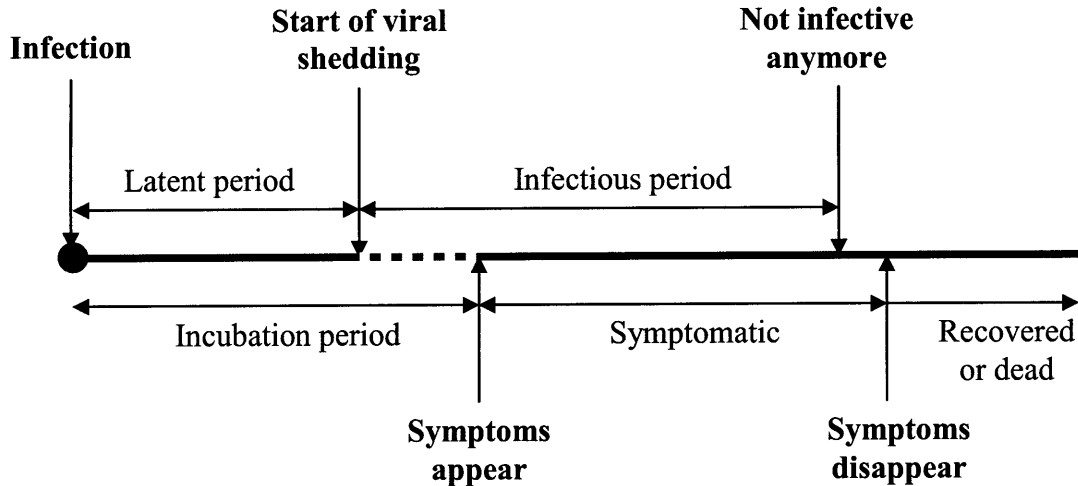 Infection
Start of viral
shedding
Not infective
anymore
Latent period
Infectious period
Incubation period
Symptomatic
Recovered
or dead
Symptoms
appear
Symptoms
disappear